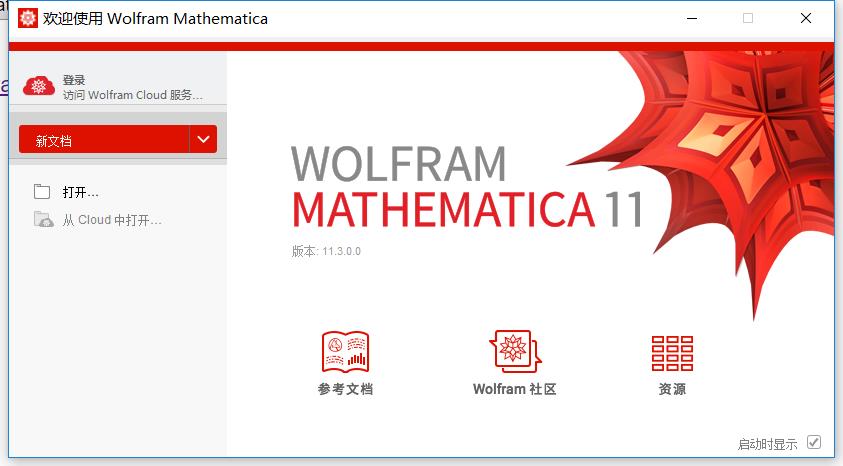 欢迎使用 Wolfram Mathematica
登录
访问 Wolfram Cloud 服务...
新文档
打开...
从 Cloud 中打开...
WOLFRAM
MATHEMATICA 11
版本: 11.3.0.0
参考文档
Wolfram 社区
资源
启动时显示